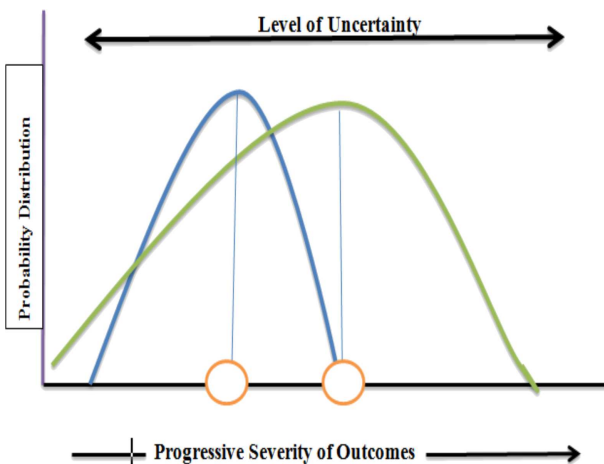 Level of Uncertainty
Probability Distribution
Progressive Severity of Outcomes